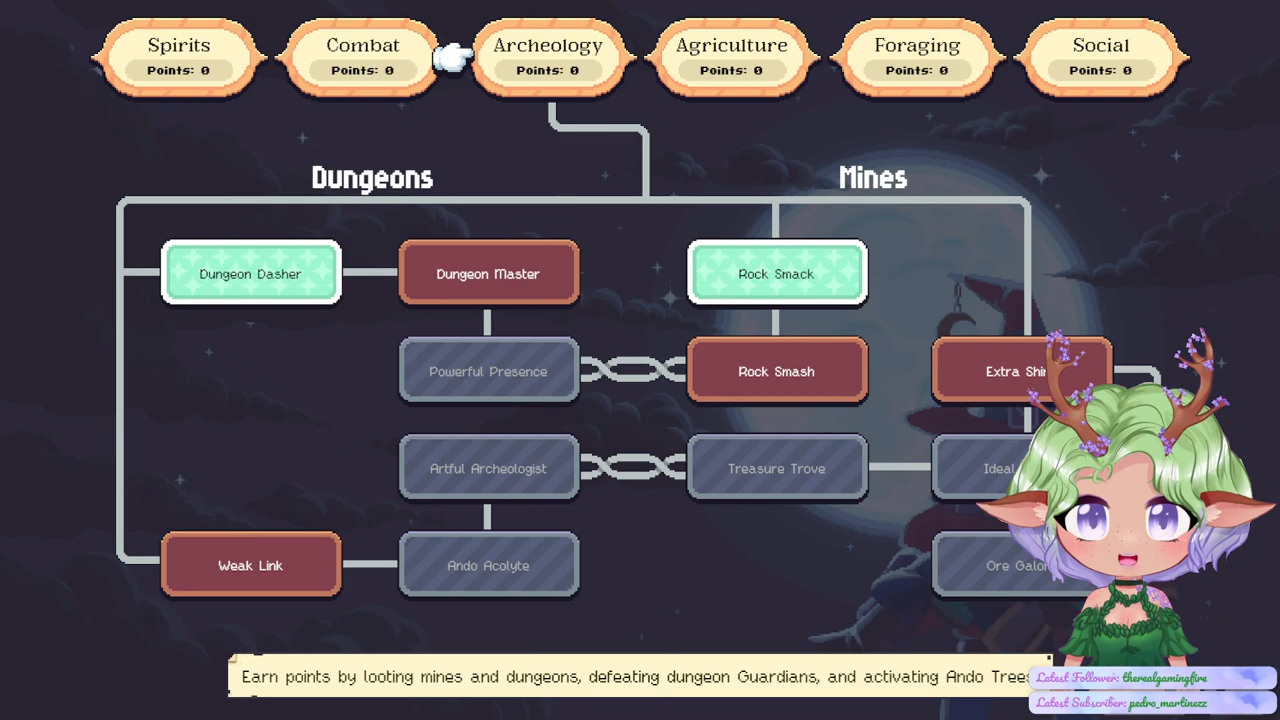 Spirits
Points: 0
Combat
Points: 0
Archeology
Points: 0
Agriculture
Points: 0
Foraging
Points: 0
Social
Points: 0
Dungeons
Mines
Dungeon Dasher
Dungeon Master
Rock Smack
Powerful Presence
Rock Smash
Extra
Artful Archeologist
Treasure Trove
Ideal
Weak Link
Ando Acolyte
Ore
Earn points by looting mines and dungeons, defeating dungeon Guardians, and activating Ando Trees
Latest Follower: therealgamingfire
Latest Subscriber: pedro_martinezz